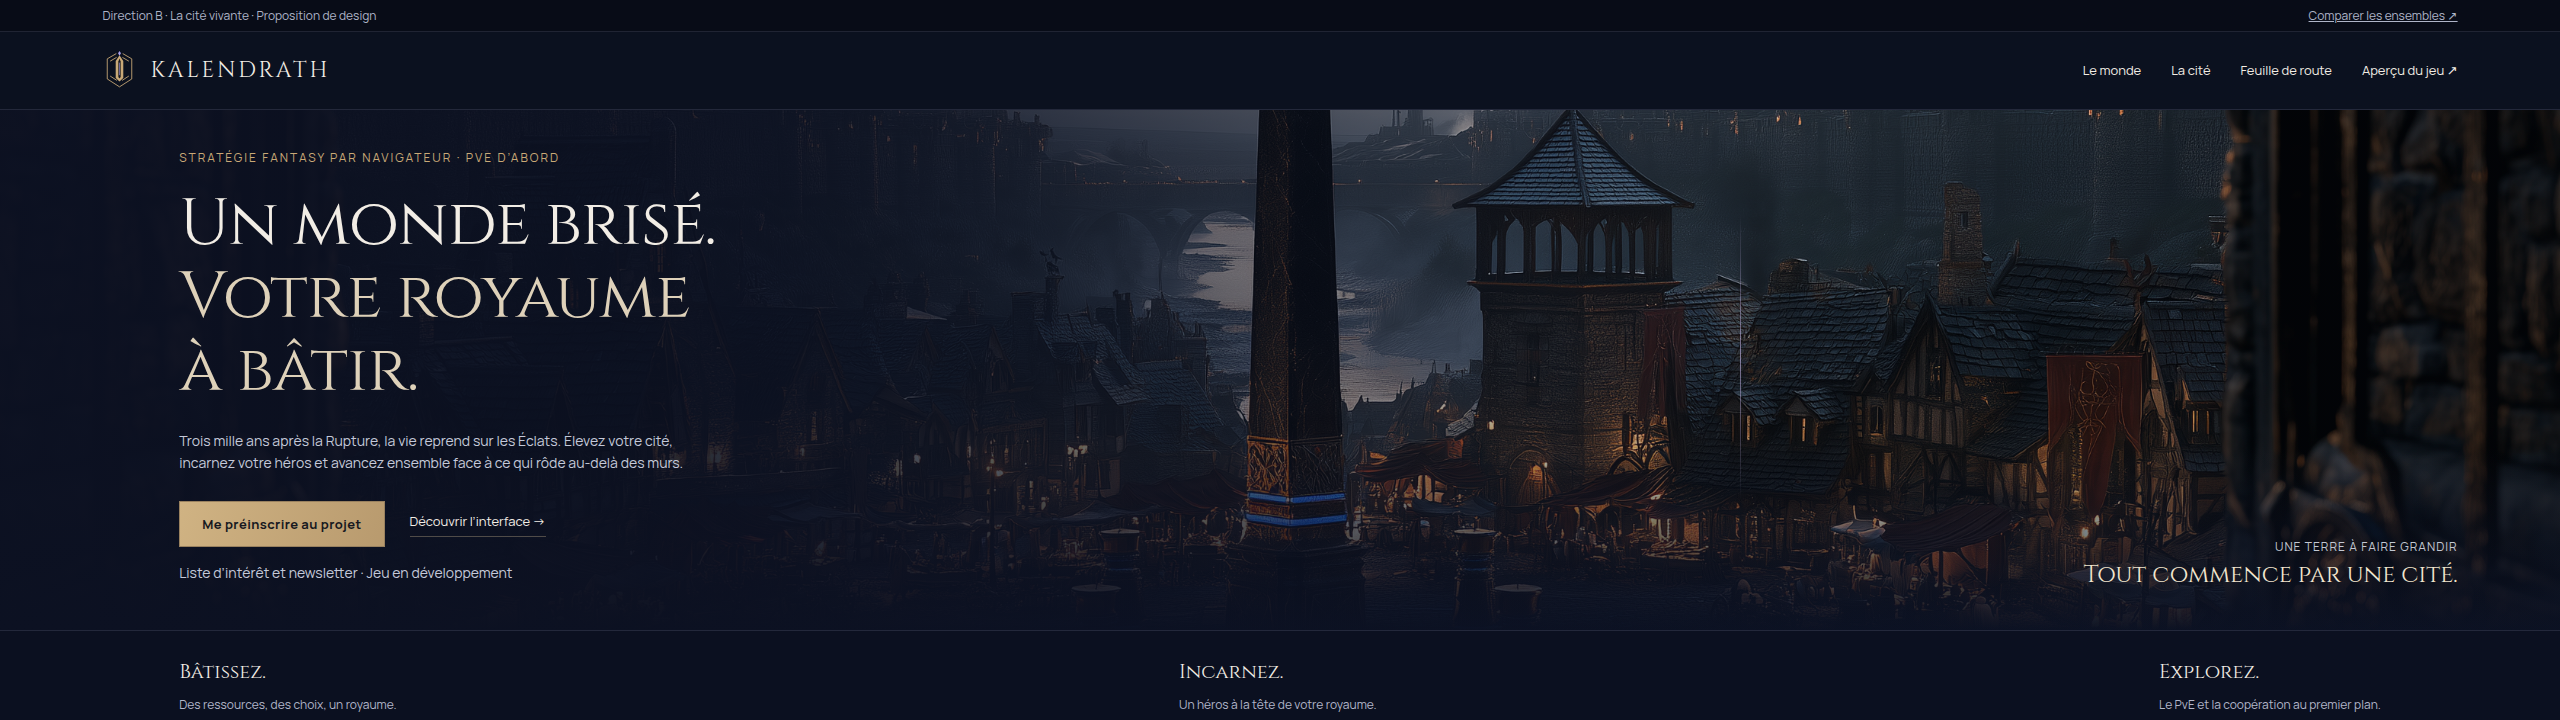 Direction B · La cité vivante · Proposition de design
Comparer les ensembles ↗
KALENDRATH
Le monde
La cité
Feuille de route
Aperçu du jeu ↗
STRATÉGIE FANTASY PAR NAVIGATEUR · PVE D'ABORD
UN MONDE BRISÉ.
VOTRE ROYAUME
À BÂTIR.
Trois mille ans après la Rupture, la vie reprend sur les Éclats. Élevez votre cité,
incarnez votre héros et avancez ensemble face à ce qui rôde au-delà des murs.
Me préinscrire au projet
Découvrir l'interface →
Liste d'intérêt et newsletter · Jeu en développement
UNE TERRE À FAIRE GRANDIR
TOUT COMMENCE PAR UNE CITÉ.
BÂTISSEZ.
Des ressources, des choix, un royaume.
INCARNEZ.
Un héros à la tête de votre royaume.
EXPLOREZ.
Le PvE et la coopération au premier plan.